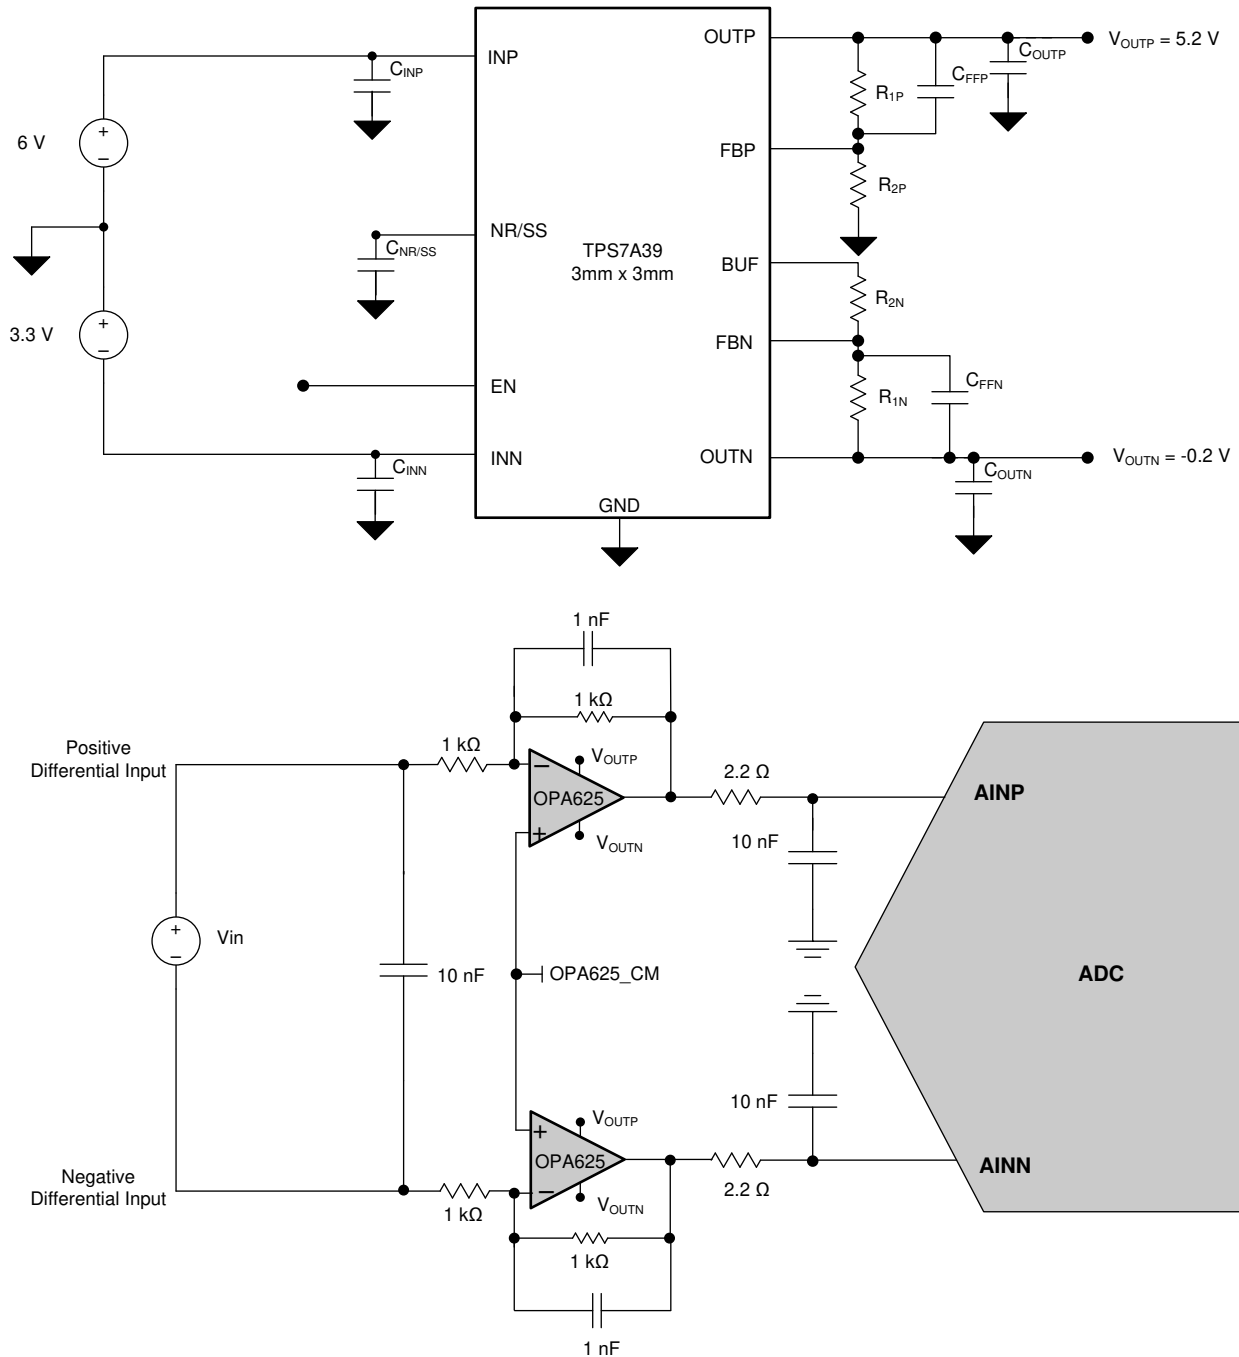 OUTP
V_OUTP = 5.2 V
C_OUTP
INP
C_INP
C_FFP
R_1P
6 V
+
−
FBP
R_2P
NR/SS
C_NR/SS
TPS7A39
3mm x 3mm
BUF
R_2N
3.3 V
+
−
FBN
EN
C_FFN
R_1N
INN
C_INN
OUTN
V_OUTN = -0.2 V
C_OUTN
GND
1 nF
1 kΩ
Positive
Differential Input
1 kΩ
−
V_OUTP
OPA625
+
V_OUTN
2.2 Ω
AINP
10 nF
Vin
+
−
10 nF
OPA625_CM
ADC
10 nF
V_OUTP
+
OPA625
−
V_OUTN
2.2 Ω
AINN
Negative
Differential Input
1 kΩ
1 kΩ
1 nF